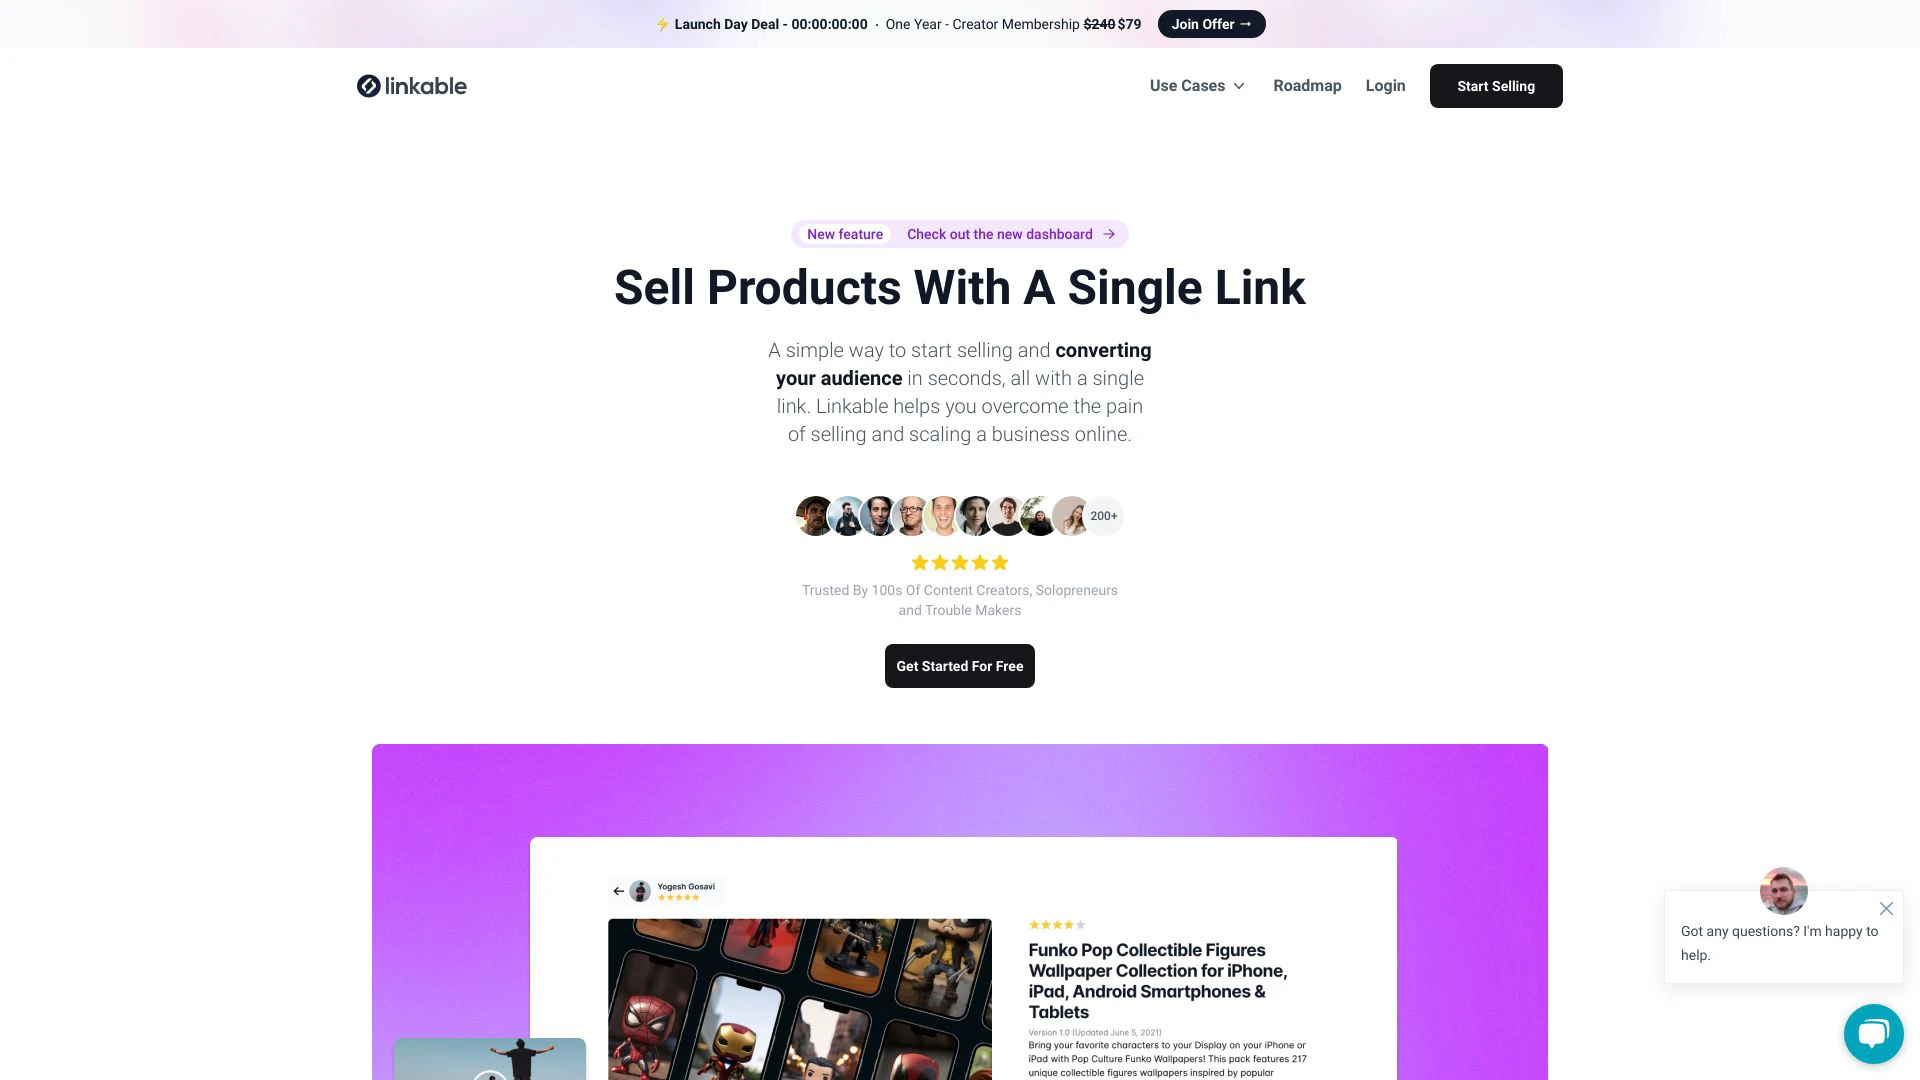 ⚡ Launch Day Deal - 00:00:00:00 · One Year - Creator Membership $240 $79 Join Offer →
linkable Use Cases Roadmap Login Start Selling
New feature Check out the new dashboard →
Sell Products With A Single Link
A simple way to start selling and converting
your audience in seconds, all with a single
link. Linkable helps you overcome the pain
of selling and scaling a business online.
200+
Trusted By 100s Of Content Creators, Solopreneurs
and Trouble Makers
Get Started For Free
Yogesh Gosavi
Funko Pop Collectible Figures
Wallpaper Collection for iPhone,
iPad, Android Smartphones &
Tablets
Version 1.0 (Updated June 5, 2021)
Bring your favorite characters to your Display on your iPhone or
iPad with Pop Culture Funko Wallpapers! This pack features 217
unique collectible figures wallpapers inspired by popular
Got any questions? I'm happy to
help.